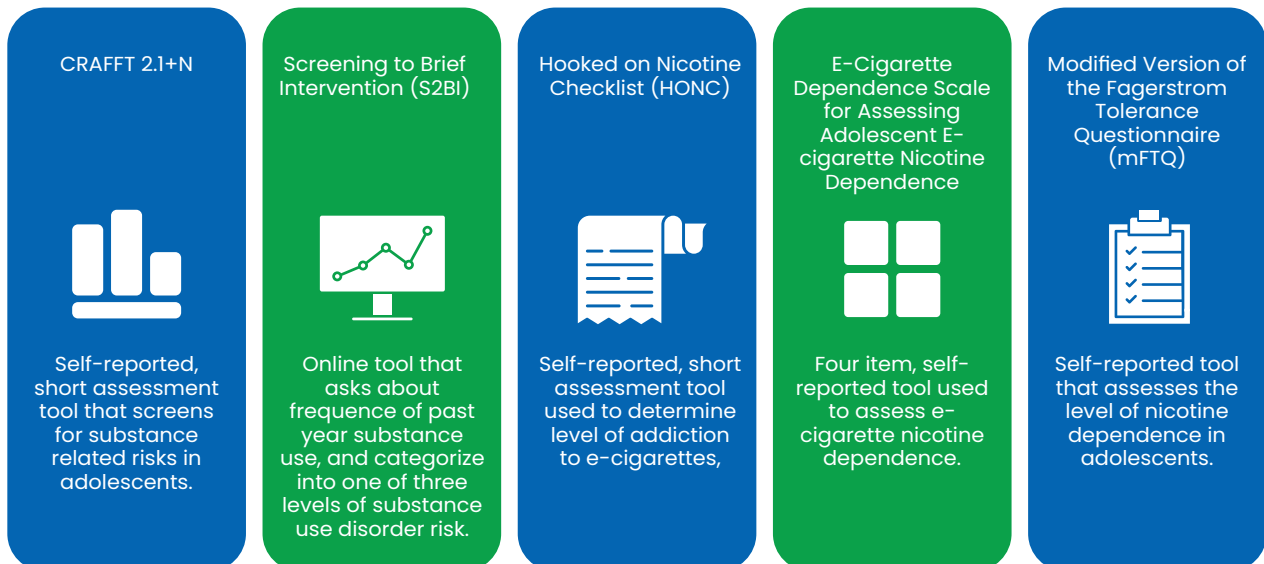 CRAFFT 2.1+N
Self-reported,
short assessment
tool that screens
for substance
related risks in
adolescents.
Screening to Brief
Intervention (S2BI)
Online tool that
asks about
frequence of past
year substance
use, and categorize
into one of three
levels of substance
use disorder risk.
Hooked on Nicotine
Checklist (HONC)
Self-reported, short
assessment tool
used to determine
level of addiction
to e-cigarettes,
E-Cigarette
Dependence Scale
for Assessing
Adolescent E-
cigarette Nicotine
Dependence
Four item, self-
reported tool used
to assess e-
cigarette nicotine
dependence.
Modified Version of
the Fagerstrom
Tolerance
Questionnaire
(mFTQ)
Self-reported tool
that assesses the
level of nicotine
dependence in
adolescents.